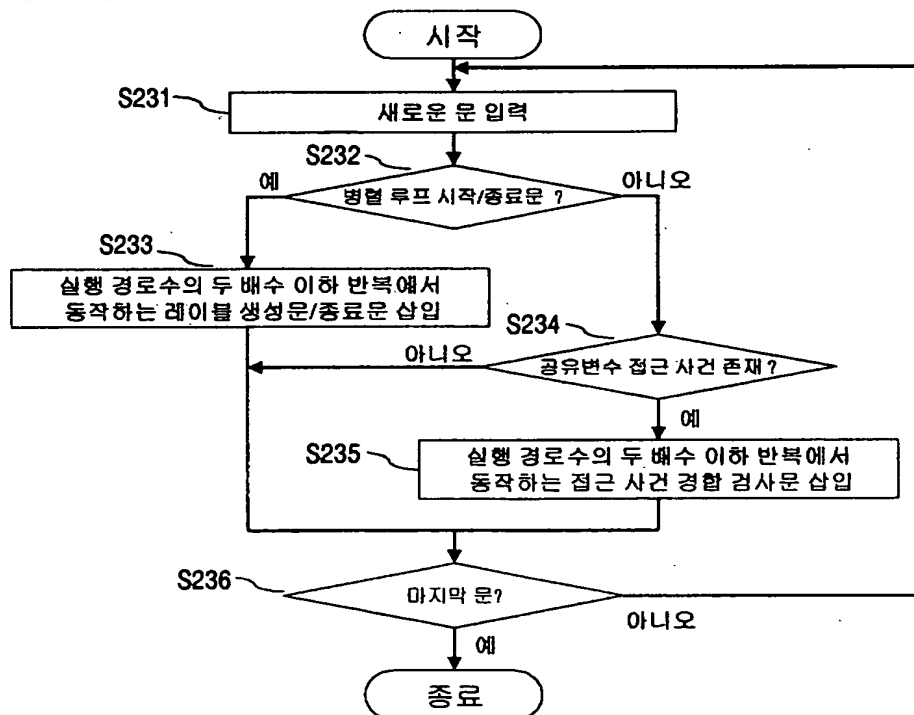 시작
S231
새로운 문 입력
S232
예
병렬 루프 시작/종료문 ?
아니오
S233
실행 경로수의 두 배수 이하 반복에서
동작하는 레이블 생성문/종료문 삽입
S234
아니오
공유변수 접근 사건 존재 ?
예
S235
실행 경로수의 두 배수 이하 반복에서
동작하는 접근 사건 경합 검사문 삽입
S236
마지막 문?
아니오
예
종료